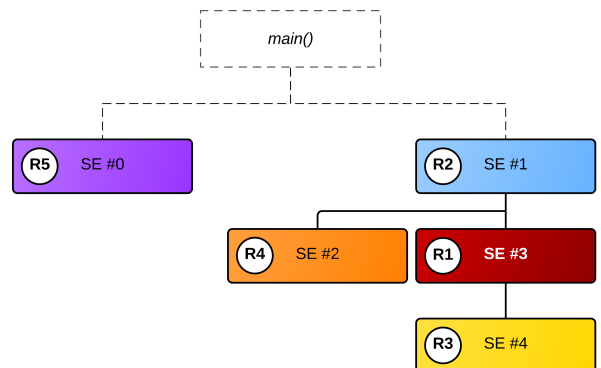 main()
R5 SE #0
R2 SE #1
R4 SE #2
R1 SE #3
R3 SE #4